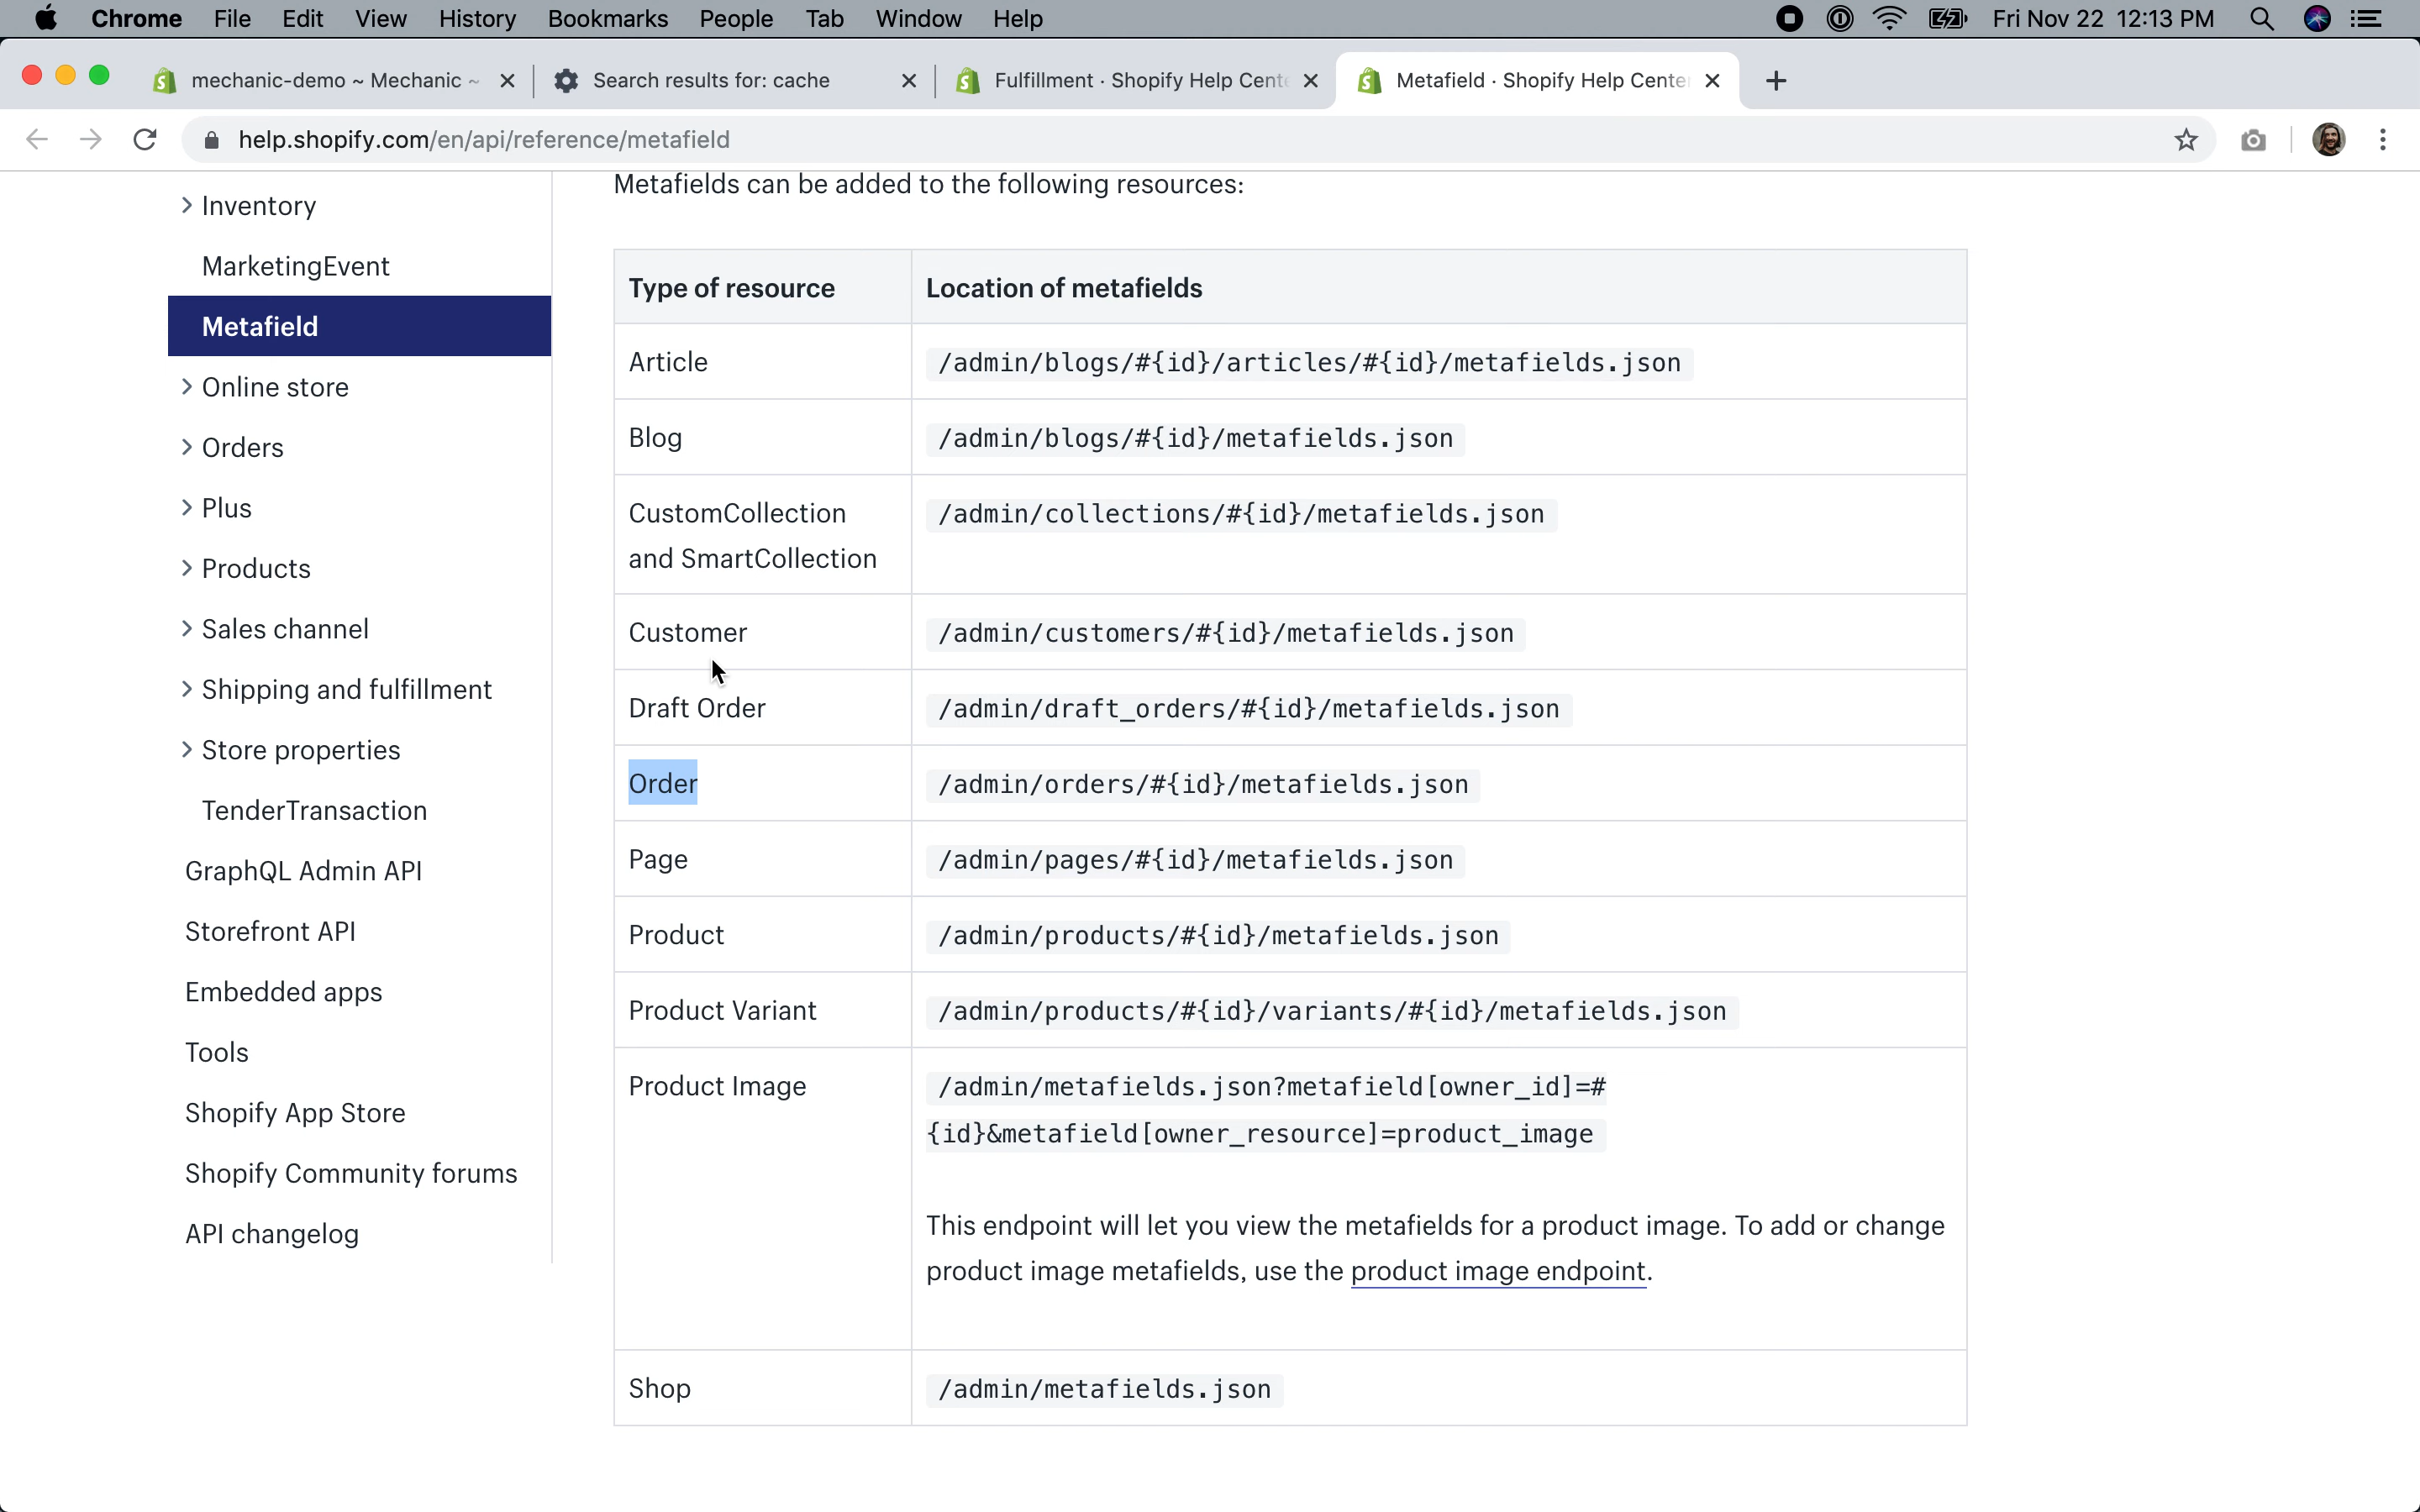 Chrome File Edit View History Bookmarks People Tab Window Help Fri Nov 22 12:13 PM
mechanic-demo ~ Mechanic ~ Search results for: cache Fulfillment · Shopify Help Cente Metafield · Shopify Help Center
help.shopify.com/en/api/reference/metafield
Inventory
MarketingEvent
Metafield
Online store
Orders
Plus
Products
Sales channel
Shipping and fulfillment
Store properties
TenderTransaction
GraphQL Admin API
Storefront API
Embedded apps
Tools
Shopify App Store
Shopify Community forums
API changelog
Metafields can be added to the following resources:
Type of resource Location of metafields
Article /admin/blogs/#{id}/articles/#{id}/metafields.json
Blog /admin/blogs/#{id}/metafields.json
CustomCollection /admin/collections/#{id}/metafields.json
and SmartCollection
Customer /admin/customers/#{id}/metafields.json
Draft Order /admin/draft_orders/#{id}/metafields.json
Order /admin/orders/#{id}/metafields.json
Page /admin/pages/#{id}/metafields.json
Product /admin/products/#{id}/metafields.json
Product Variant /admin/products/#{id}/variants/#{id}/metafields.json
Product Image /admin/metafields.json?metafield[owner_id]=#
{id}&metafield[owner_resource]=product_image
This endpoint will let you view the metafields for a product image. To add or change
product image metafields, use the product image endpoint.
Shop /admin/metafields.json